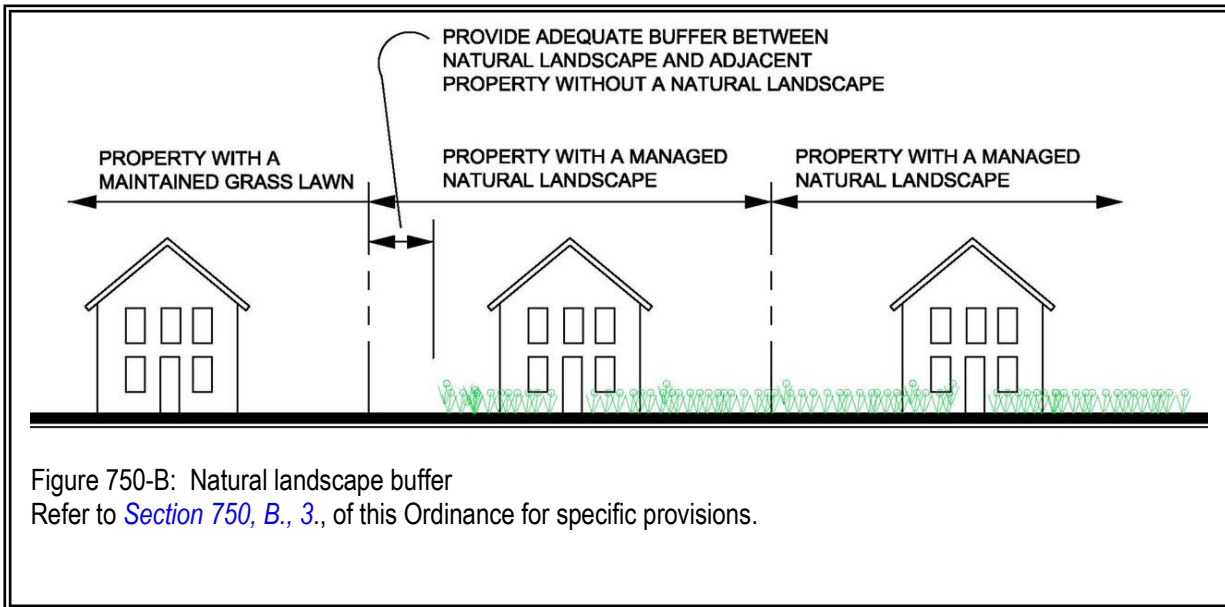 PROVIDE ADEQUATE BUFFER BETWEEN
NATURAL LANDSCAPE AND ADJACENT
PROPERTY WITHOUT A NATURAL LANDSCAPE
PROPERTY WITH A
MAINTAINED GRASS LAWN
PROPERTY WITH A MANAGED
NATURAL LANDSCAPE
PROPERTY WITH A MANAGED
NATURAL LANDSCAPE
Figure 750-B: Natural landscape buffer
Refer to Section 750, B., 3., of this Ordinance for specific provisions.